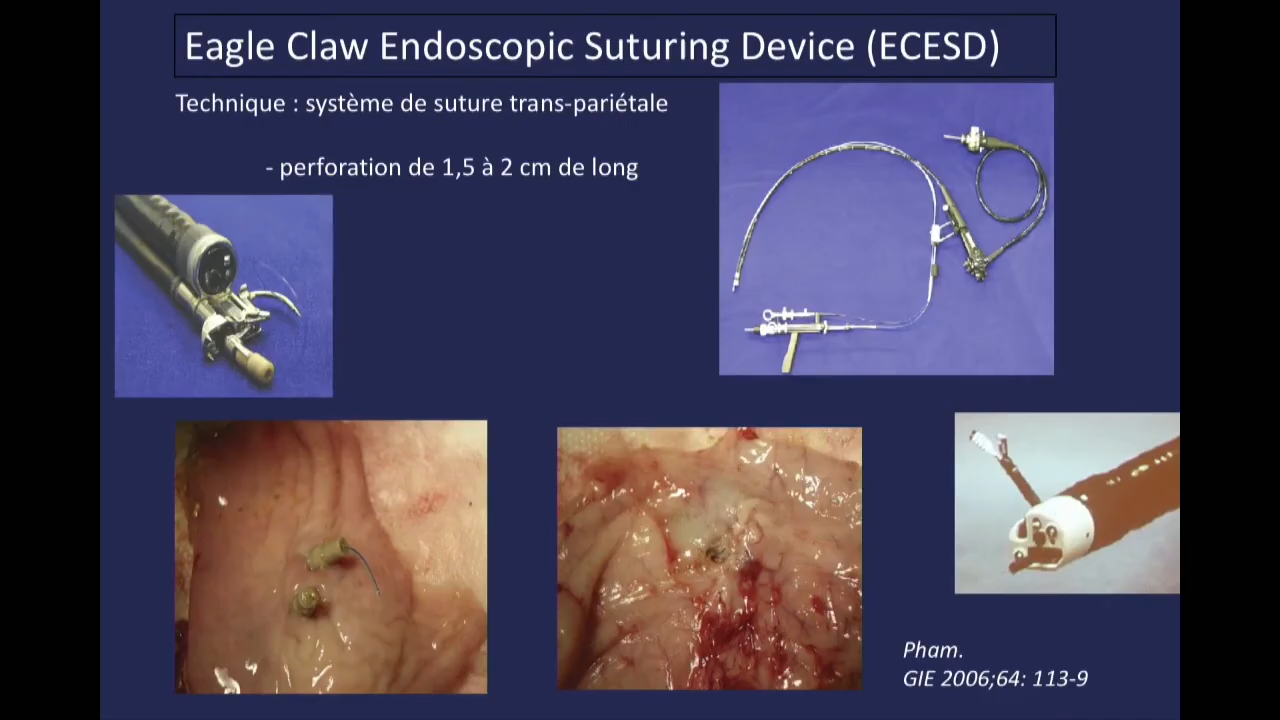 Eagle Claw Endoscopic Suturing Device (ECESD)
Technique : système de suture trans-pariétale
- perforation de 1,5 à 2 cm de long
Pham.
GIE 2006;64: 113-9